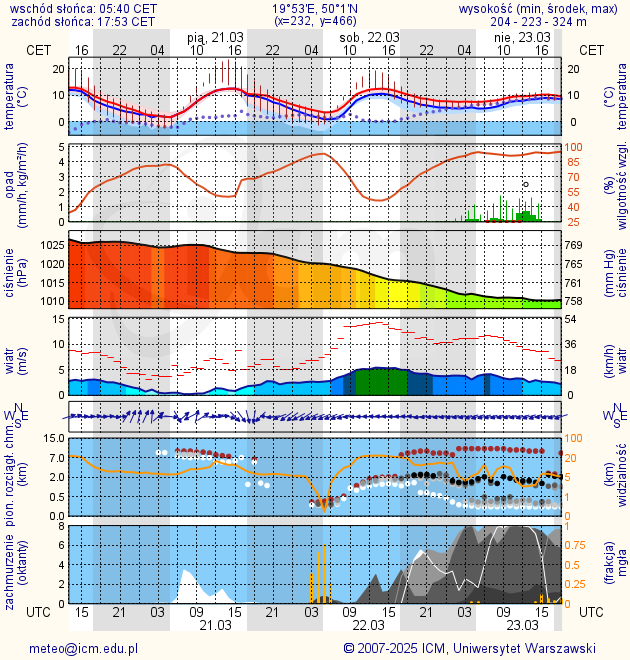 wschód słońca: 05:40 CET 19°53'E, 50°1'N wysokość (min, środek, max)
zachód słońca: 17:53 CET (x=232, y=466) 204 - 223 - 324 m
pią, 21.03 sob, 22.03 nie, 23.03
CET 16 22 04 10 16 22 04 10 16 22 04 10 16 CET
temperatura (°C) 20 10 0 20 10 0 temperatura (°C)
opad (mm/h, kg/m²/h) 5 4 3 2 1 0 100 85 70 55 40 25 (%) wilgotność wzgl.
ciśnienie (hPa) 1025 1020 1015 1010 769 765 761 758 (mm Hg) ciśnienie
wiatr (m/s) 15 10 5 0 54 36 18 0 (km/h) wiatr
N W E S N W E S
pion. rozciągł. chm. (km) 15.0 7.0 2.0 0.5 0.0 100 20 5 1 0 (km) widzialność
zachmurzenie (oktanty) 8 6 4 2 0 1 0.75 0.5 0.25 0 (frakcja) mgła
UTC 15 21 03 09 15 21 03 09 15 21 03 09 15 UTC
21.03 22.03 23.03
meteo@icm.edu.pl © 2007-2025 ICM, Uniwersytet Warszawski